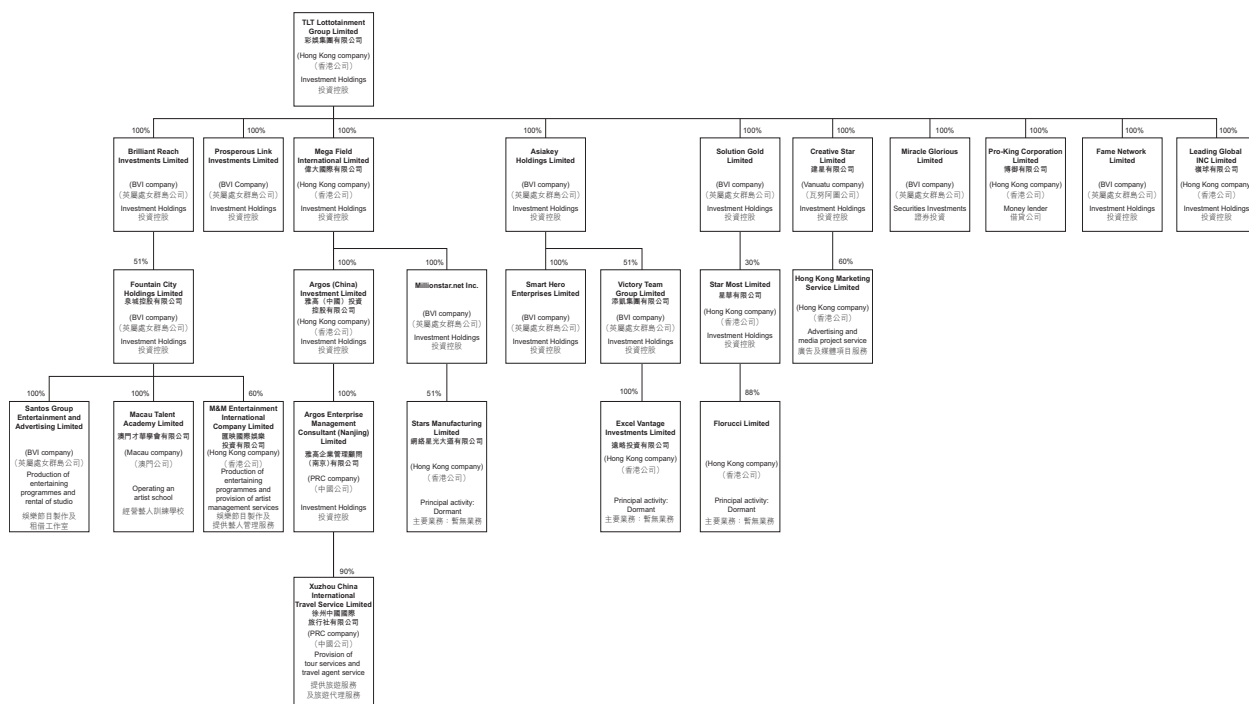 TLT Lottotainment
Group Limited
彩娛集團有限公司
(Hong Kong company)
（香港公司）
Investment Holdings
投資控股
100%
100%
100%
100%
100%
100%
100%
100%
100%
100%
Brilliant Reach
Investments Limited
(BVI company)
（英屬處女群島公司）
Investment Holdings
投資控股
Prosperous Link
Investments Limited
(BVI Company)
（英屬處女群島公司）
Investment Holdings
投資控股
Mega Field
International Limited
偉大國際有限公司
(Hong Kong company)
（香港公司）
Investment Holdings
投資控股
Asiakey
Holdings Limited
(BVI company)
（英屬處女群島公司）
Investment Holdings
投資控股
Solution Gold
Limited
(BVI company)
（英屬處女群島公司）
Investment Holdings
投資控股
Creative Star
Limited
建星有限公司
(Vanuatu company)
（瓦努阿圖公司）
Investment Holdings
投資控股
Miracle Glorious
Limited
(BVI company)
（英屬處女群島公司）
Securities Investments
證券投資
Pro-King Corporation
Limited
博御有限公司
(Hong Kong company)
（香港公司）
Money lender
借貸公司
Fame Network
Limited
(BVI company)
（英屬處女群島公司）
Investment Holdings
投資控股
Leading Global
INC Limited
嶺球有限公司
(Hong Kong company)
（香港公司）
Investment Holdings
投資控股
51%
100%
100%
100%
51%
30%
60%
Fountain City
Holdings Limited
泉城控股有限公司
(BVI company)
（英屬處女群島公司）
Investment Holdings
投資控股
Argos (China)
Investment Limited
雅高（中國）投資
控股有限公司
(Hong Kong company)
（香港公司）
Investment Holdings
投資控股
Millionstar.net Inc.
(BVI company)
（英屬處女群島公司）
Investment Holdings
投資控股
Smart Hero
Enterprises Limited
(BVI company)
（英屬處女群島公司）
Investment Holdings
投資控股
Victory Team
Group Limited
添凱集團有限公司
(BVI company)
（英屬處女群島公司）
Investment Holdings
投資控股
Star Most Limited
星華有限公司
(Hong Kong company)
（香港公司）
Investment Holdings
投資控股
Hong Kong Marketing
Service Limited
(Hong Kong company)
（香港公司）
Advertising and
media project service
廣告及媒體項目服務
100%
100%
60%
100%
51%
100%
88%
Santos Group
Entertainment and
Advertising Limited
(BVI company)
（英屬處女群島公司）
Production of
entertaining
programmes and
rental of studio
娛樂節目製作及
租借工作室
Macau Talent
Academy Limited
澳門才華學會有限公司
(Macau company)
（澳門公司）
Operating an
artist school
經營藝人訓練學校
M&M Entertainment
International
Company Limited
匯映國際娛樂
投資有限公司
(Hong Kong company)
（香港公司）
Production of
entertaining
programmes and
provision of artist
management services
娛樂節目製作及
提供藝人管理服務
Argos Enterprise
Management
Consultant (Nanjing)
Limited
雅高企業管理顧問
（南京）有限公司
(PRC company)
（中國公司）
Investment Holdings
投資控股
Stars Manufacturing
Limited
網絡星光大道有限公司
(Hong Kong company)
（香港公司）
Principal activity:
Dormant
主要業務：暫無業務
Excel Vantage
Investments Limited
遠略投資有限公司
(Hong Kong company)
（香港公司）
Principal activity:
Dormant
主要業務：暫無業務
Florucci Limited
(Hong Kong company)
（香港公司）
Principal activity:
Dormant
主要業務：暫無業務
90%
Xuzhou China
International
Travel Service Limited
徐州中國國際
旅行社有限公司
(PRC company)
（中國公司）
Provision of
tour services and
travel agent service
提供旅遊服務
及旅遊代理服務